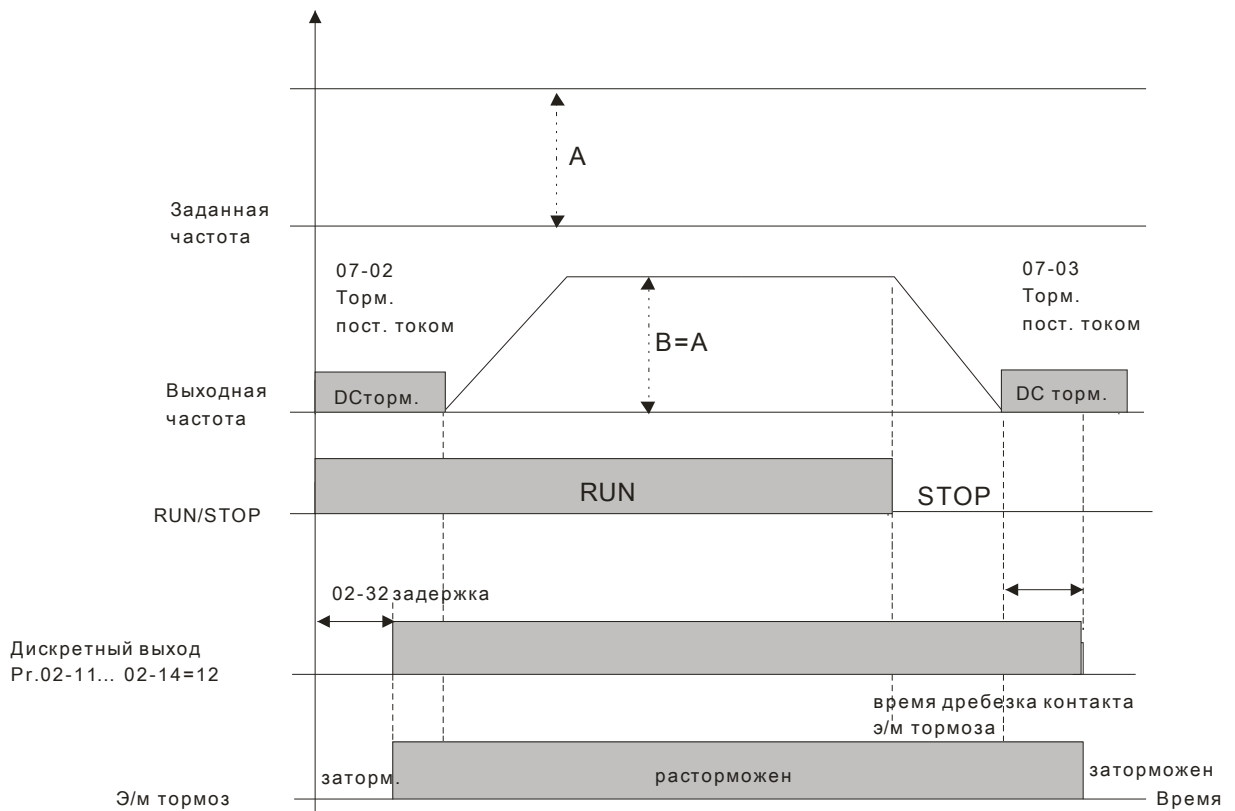 A
Заданная
частота
07-02
Торм.
пост. током
07-03
Торм.
пост. током
B=A
Выходная
частота
DCторм.
DC торм.
RUN
STOP
RUN/STOP
02-32 задержка
Дискретный выход
Pr.02-11... 02-14=12
время дребезка контакта
э/м тормоза
заторм.
расторможен
заторможен
Э/м тормоз
Время